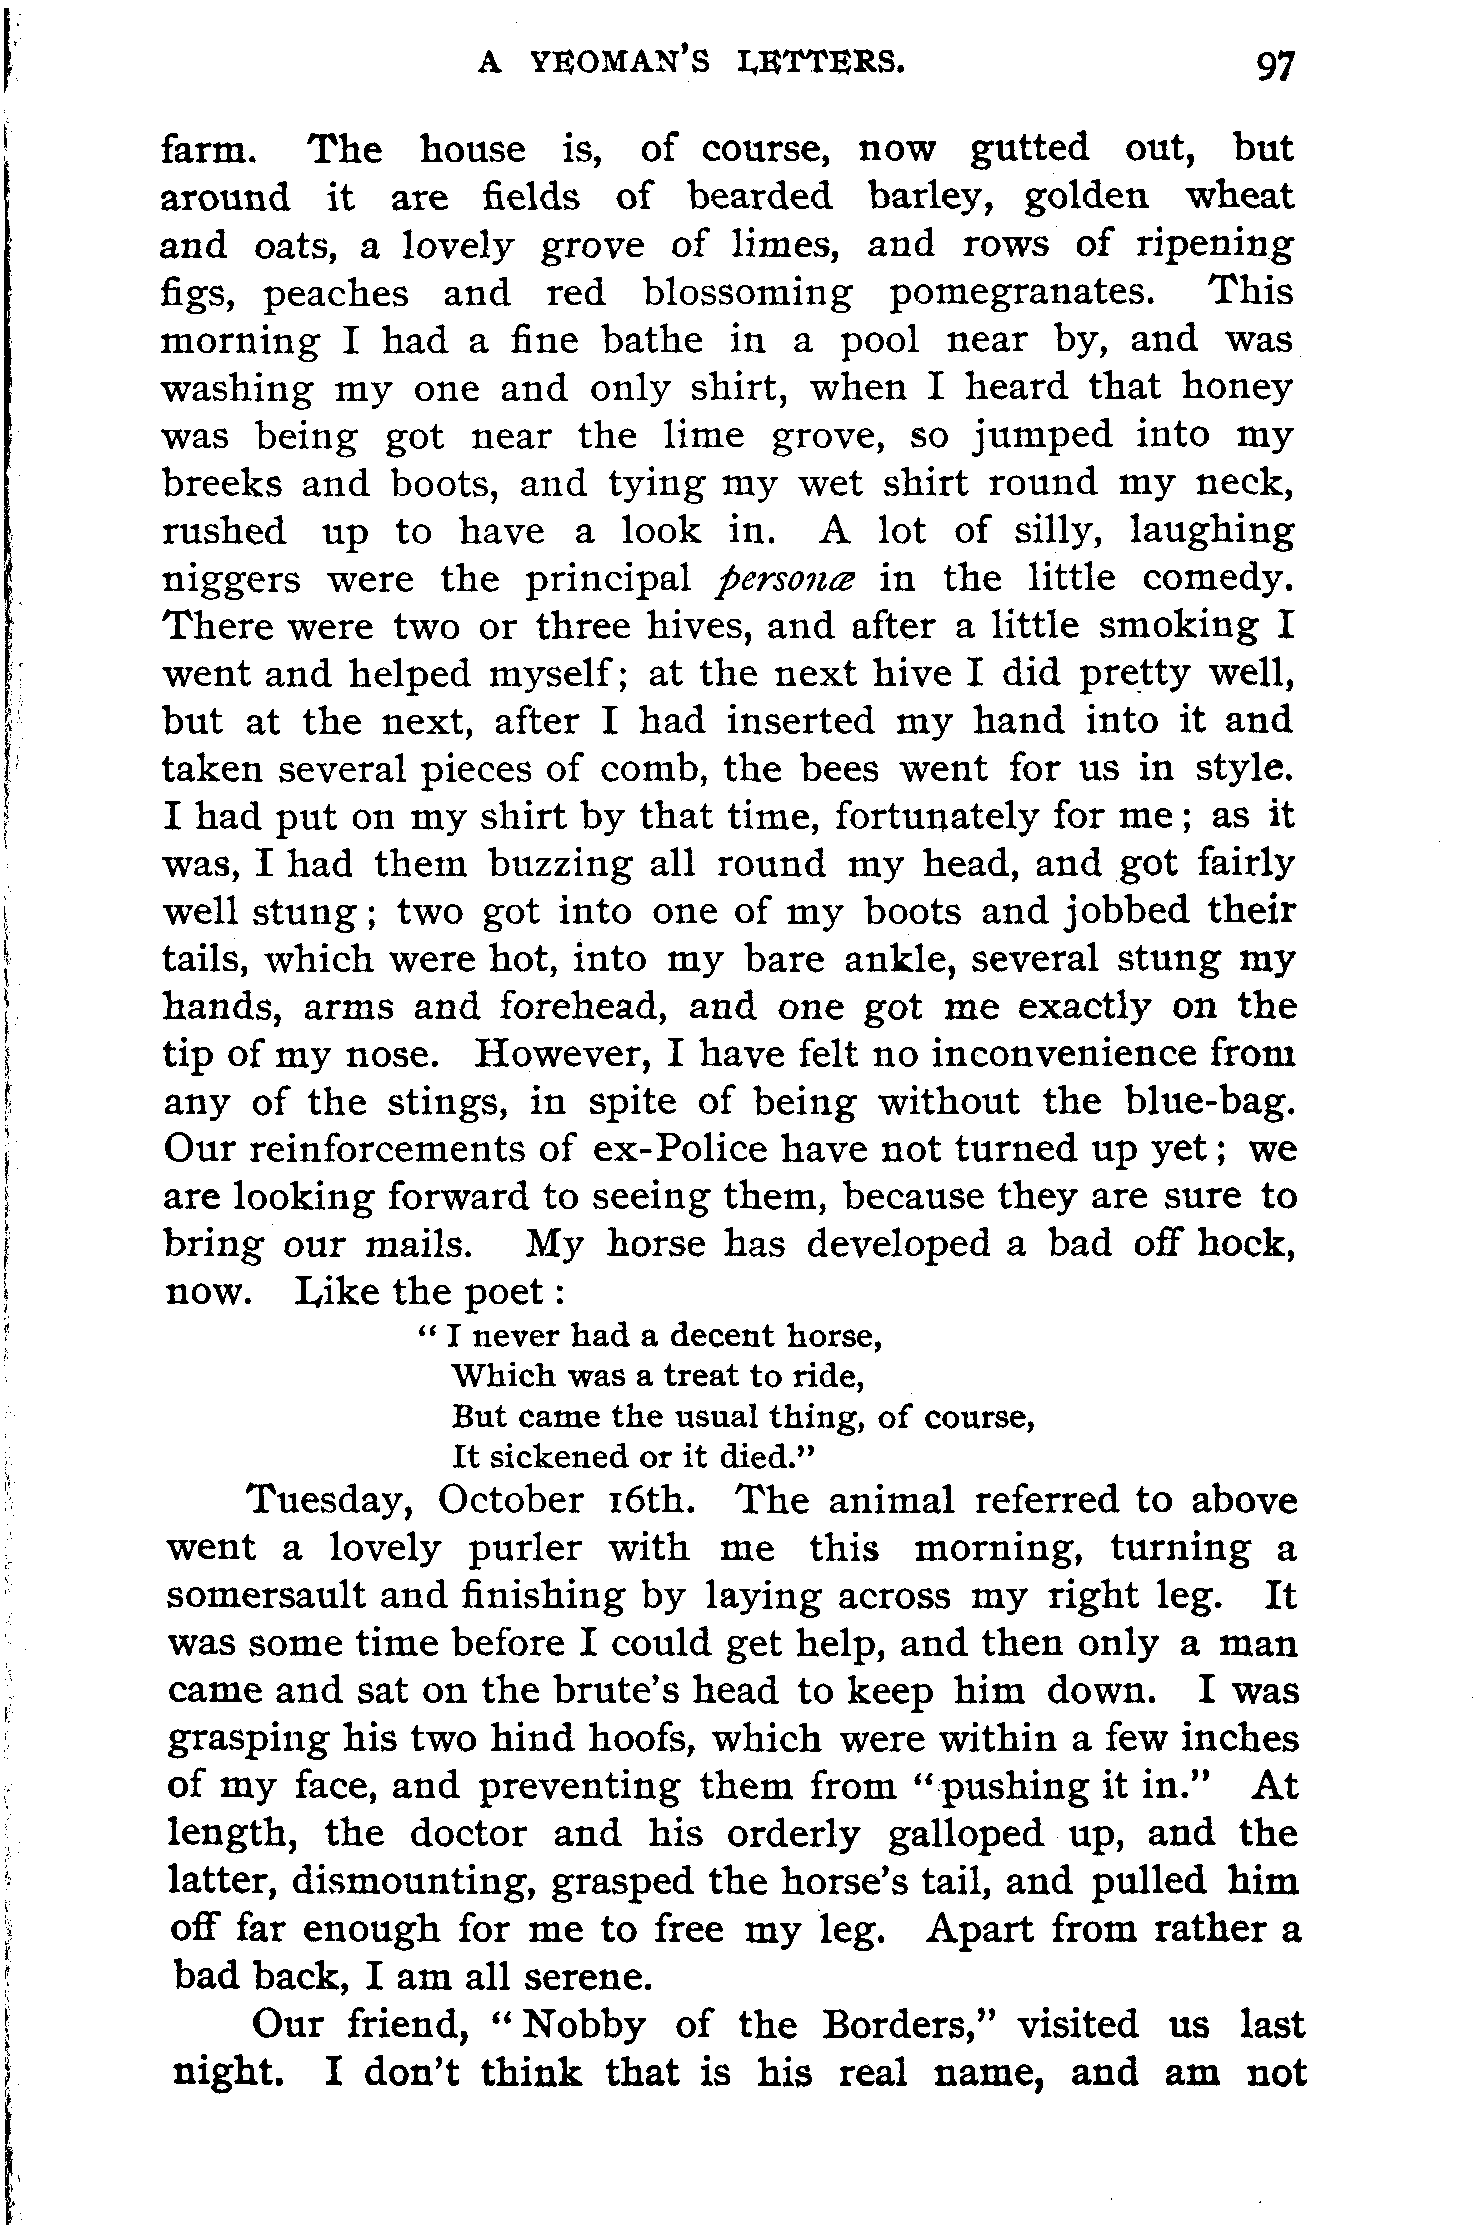 A YEOMAN'S LETTERS. 97
farm. The house is, of course, now gutted out, but
around it are fields of bearded barley, golden wheat
and oats, a lovely grove of limes, and rows of ripening
figs, peaches and red blossoming pomegranates. This
morning I had a fine bathe in a pool near by, and was
washing my one and only shirt, when I heard that honey
was being got near the lime grove, so jumped into my
breeks and boots, and tying my wet shirt round my neck,
rushed up to have a look in. A lot of silly, laughing
niggers were the principal personæ in the little comedy.
There were two or three hives, and after a little smoking I
went and helped myself; at the next hive I did pretty well,
but at the next, after I had inserted my hand into it and
taken several pieces of comb, the bees went for us in style.
I had put on my shirt by that time, fortunately for me; as it
was, I had them buzzing all round my head, and got fairly
well stung; two got into one of my boots and jobbed their
tails, which were hot, into my bare ankle, several stung my
hands, arms and forehead, and one got me exactly on the
tip of my nose. However, I have felt no inconvenience from
any of the stings, in spite of being without the blue-bag.
Our reinforcements of ex-Police have not turned up yet; we
are looking forward to seeing them, because they are sure to
bring our mails. My horse has developed a bad off hock,
now. Like the poet:
"I never had a decent horse,
Which was a treat to ride,
But came the usual thing, of course,
It sickened or it died."
Tuesday, October 16th. The animal referred to above
went a lovely purler with me this morning, turning a
somersault and finishing by laying across my right leg. It
was some time before I could get help, and then only a man
came and sat on the brute's head to keep him down. I was
grasping his two hind hoofs, which were within a few inches
of my face, and preventing them from "pushing it in." At
length, the doctor and his orderly galloped up, and the
latter, dismounting, grasped the horse's tail, and pulled him
off far enough for me to free my leg. Apart from rather a
bad back, I am all serene.
Our friend, "Nobby of the Borders," visited us last
night. I don't think that is his real name, and am not